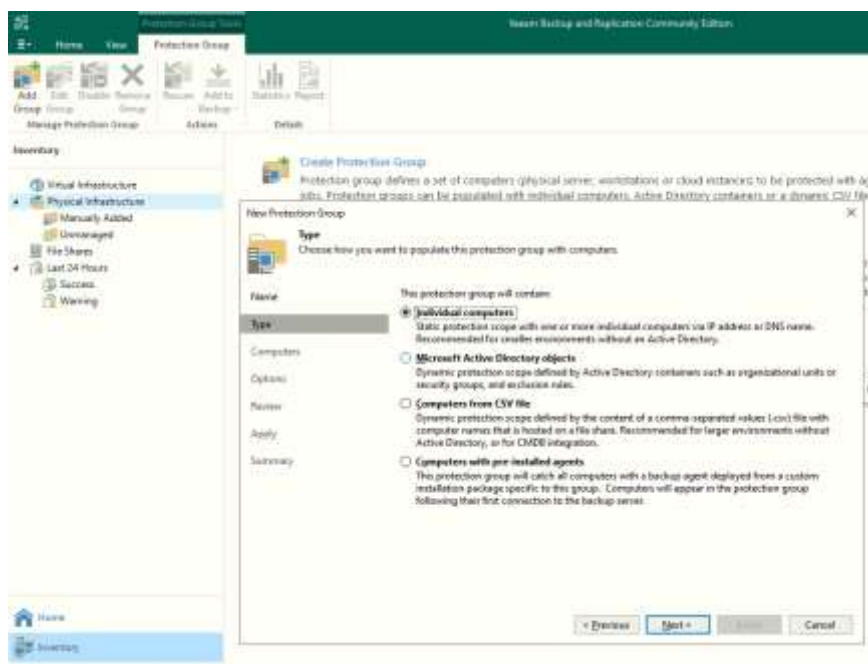 Protection Group Tools
Veeam Backup and Replication Community Edition
Home View Protection Group
Add Group
Edit Group
Disable
Remove Group
Rescan
Add to Backup
Statistics
Report
Manage Protection Group
Actions
Details
Inventory
Virtual Infrastructure
Physical Infrastructure
Manually Added
Unmanaged
File Shares
Last 24 Hours
Success
Warning
Create Protection Group
Protection group defines a set of computers (physical server, workstations or cloud instances) to be protected with
jobs. Protection groups can be populated with individual computers, Active Directory containers or a dynamic CSV
New Protection Group
Type
Choose how you want to populate this protection group with computers.
Name
Type
Computers
Options
Review
Apply
Summary
This protection group will contain:
Individual computers
Static protection scope with one or more individual computers via IP address or DNS name.
Recommended for smaller environments without an Active Directory.
Microsoft Active Directory objects
Dynamic protection scope defined by Active Directory containers such as organizational units or
security groups, and exclusion rules.
Computers from CSV file
Dynamic protection scope defined by the content of a comma-separated values (.csv) file with
computer names that is hosted on a file share. Recommended for larger environments without
Active Directory, or for CMDB integration.
Computers with pre-installed agents
This protection group will catch all computers with a backup agent deployed from a custom
installation package specific to this group. Computers will appear in the protection group
following their first connection to the backup server.
< Previous
Next >
Cancel
Home
Inventory